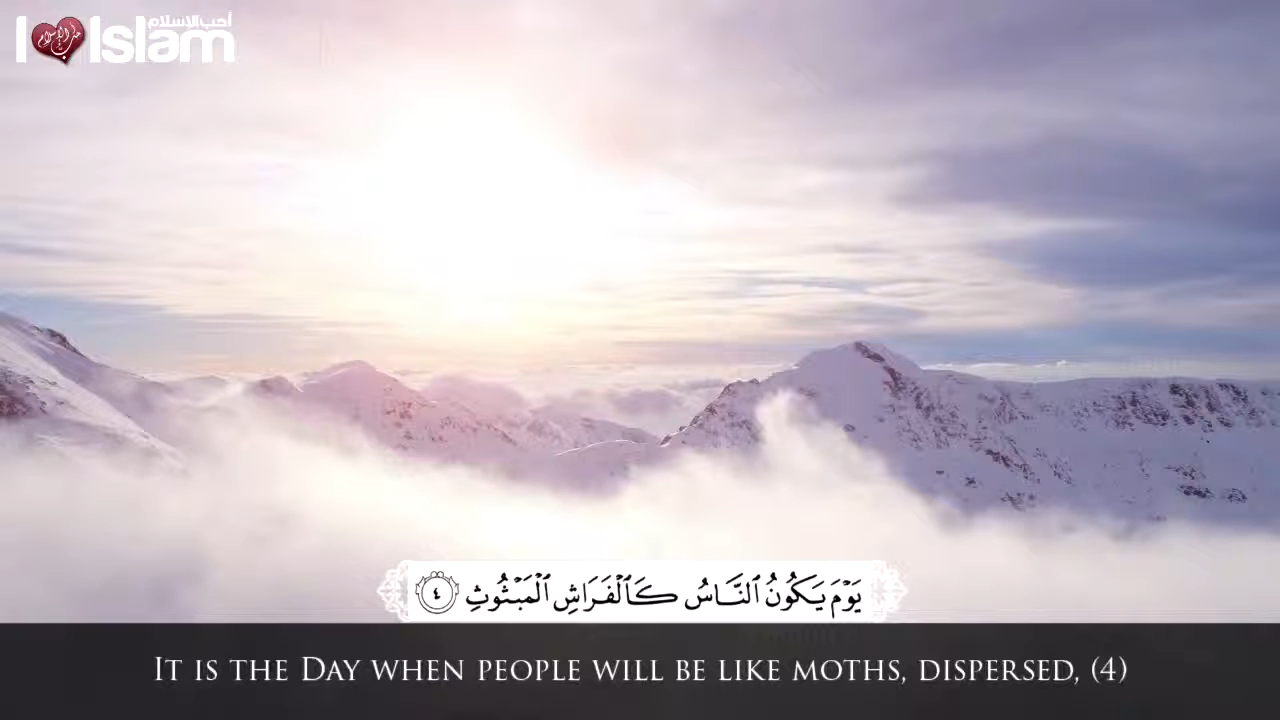 أحب الإسلام
I Islam
يَوْمَ يَكُونُ ٱلنَّاسُ كَٱلْفَرَاشِ ٱلْمَبْثُوثِ ٤
It is the Day when people will be like moths, dispersed, (4)